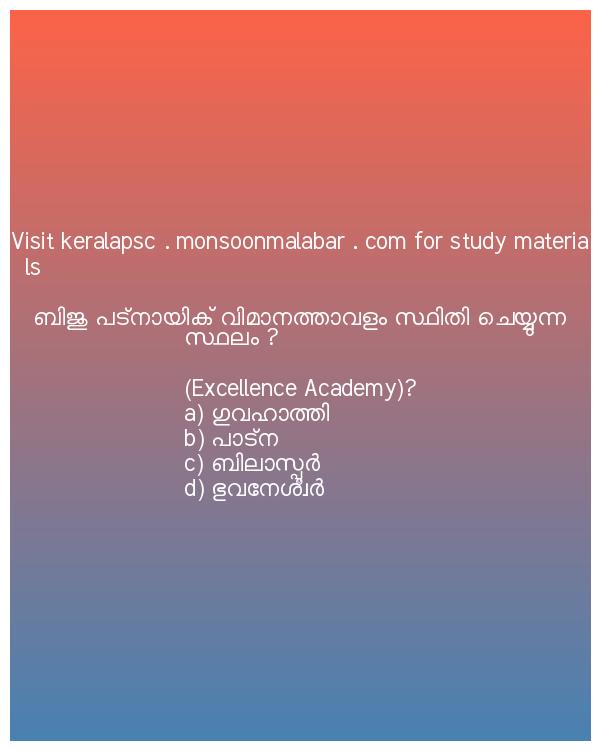 Visit keralapsc . monsoonmalabar . com for study materia
ls
ബിജു പട്നായിക് വിമാനത്താവളം സ്ഥിതി ചെയ്യുന്ന
സ്ഥലം ?
(Excellence Academy)?
a) ഗുവഹാത്തി
b) പാട്ന
c) ബിലാസ്പൂർ
d) ഭുവനേശ്വർ